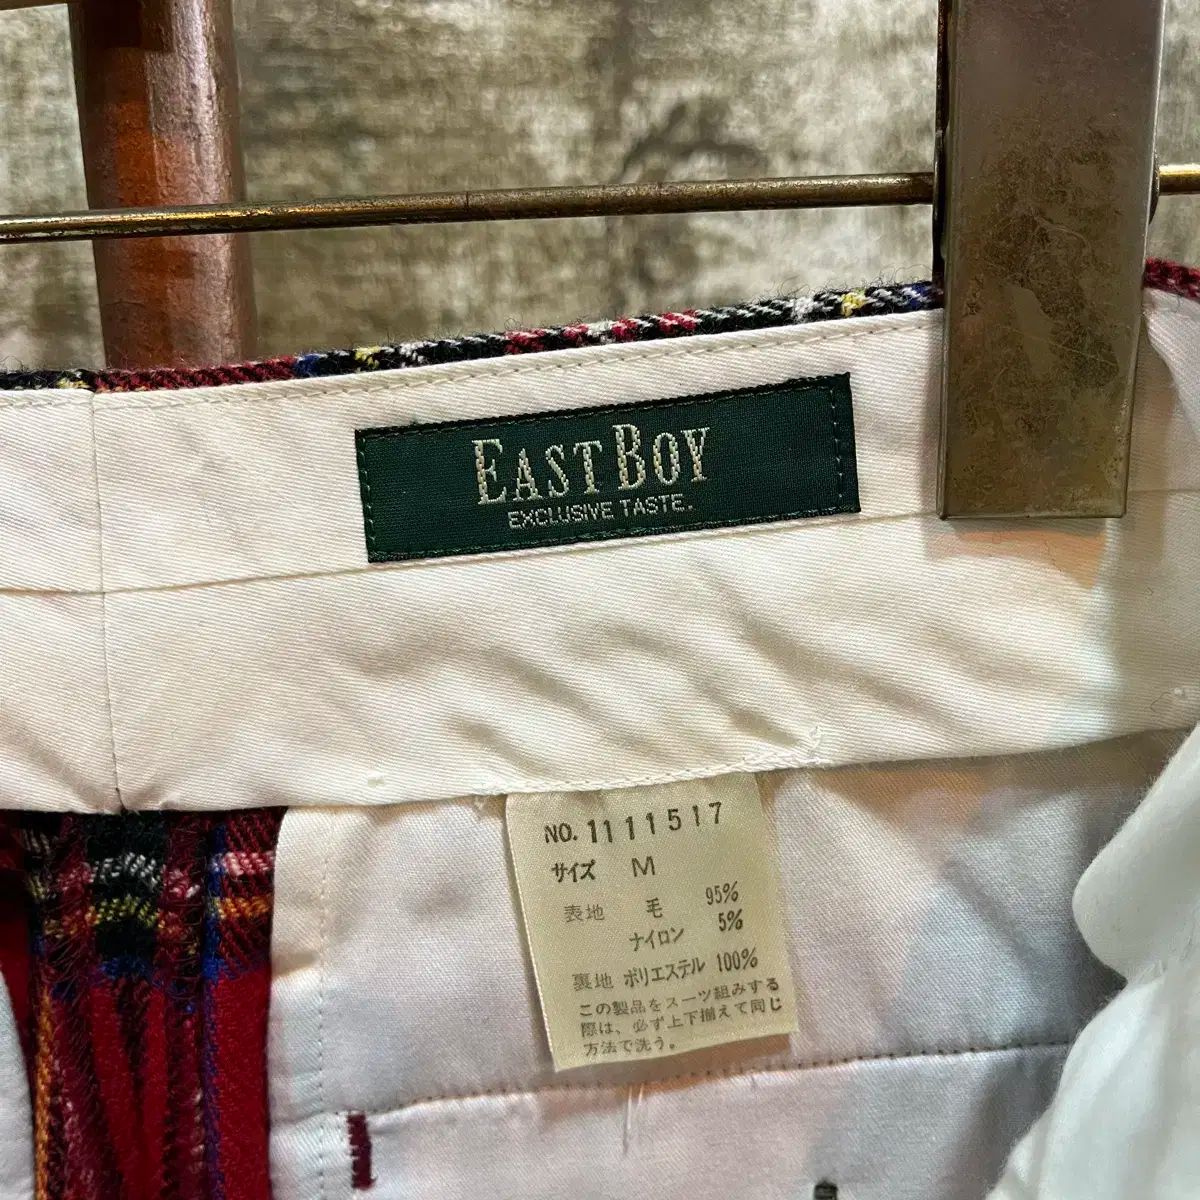 EAST BOY
EXCLUSIVE TASTE.
NO. 1111517
サイズ M
表地 毛 95%
ナイロン 5%
裏地 ポリエステル 100%
この製品をスーツ組みする
際は、必ず上下揃えて同じ
方法で洗う。